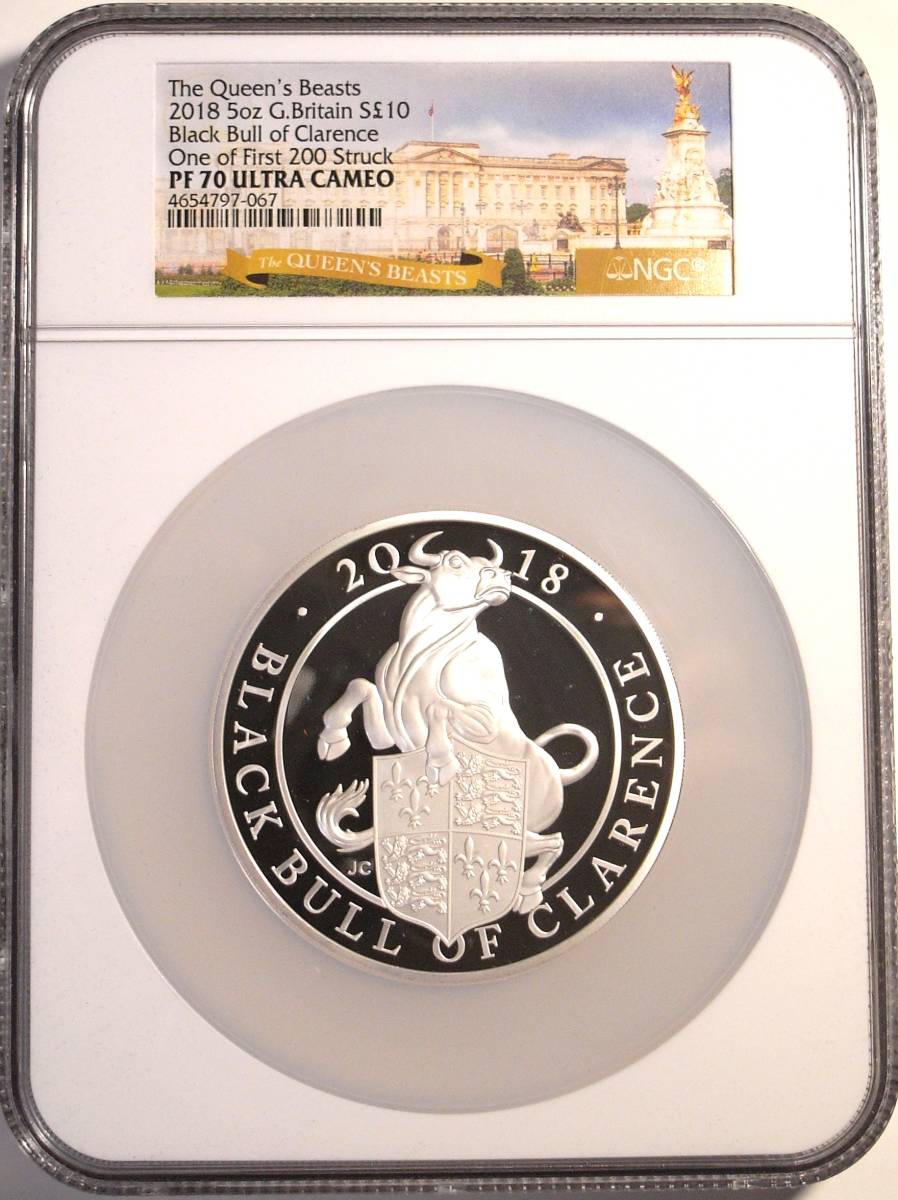 The Queen's Beasts
2018 5oz G.Britain S£10
Black Bull of Clarence
One of First 200 Struck
PF 70 ULTRA CAMEO
4654797-067
The QUEEN'S BEASTS
NGC®
· 2018 ·
BLACK BULL OF CLARENCE
JC